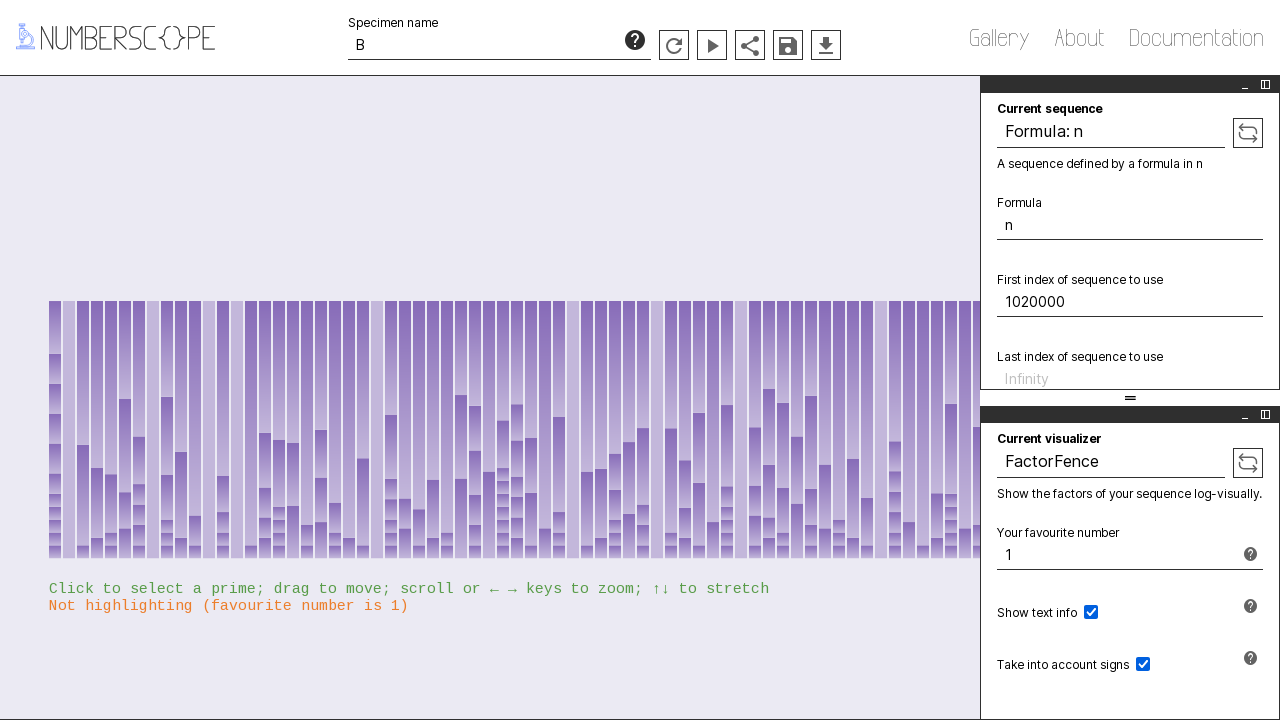 NUMBERSC{}PE
Specimen name
B
Gallery
About
Documentation
Current sequence
Formula: n
A sequence defined by a formula in n
Formula
n
First index of sequence to use
1020000
Last index of sequence to use
Infinity
Current visualizer
FactorFence
Show the factors of your sequence log-visually.
Your favourite number
1
Show text info
Take into account signs
Click to select a prime; drag to move; scroll or ← → keys to zoom; ↑↓ to stretch
Not highlighting (favourite number is 1)